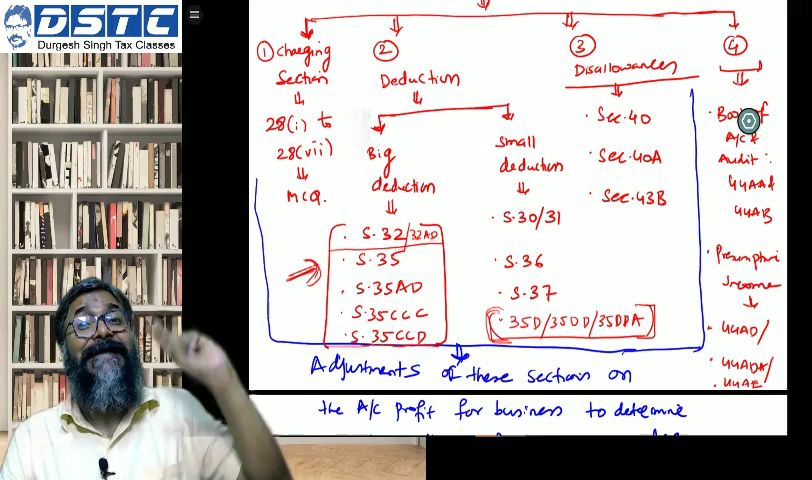 DSTC
Durgesh Singh Tax Classes
① Charging
Section
28(i) to
28(vii)
MCQ.
②
Deduction
Big
deduction
S.32/32AD
S.35
S.35AD
S.35CCC
S.35CCD
Small
deduction
S.30/31
S.36
S.37
35D/35DD/35DDA
③
Disallowances
Sec.40
Sec.40A
Sec.43B
④
A/C &
Audit :
44AA &
44AB
Income
44AD/
44ADA/
44AE
Adjustments of these sections on
the A/C profit for business to determine